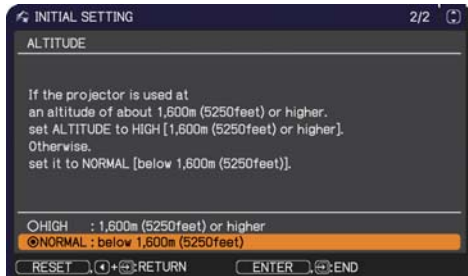 INITIAL SETTING 2/2
ALTITUDE
If the projector is used at
an altitude of about 1,600m (5250feet) or higher.
set ALTITUDE to HIGH [1,600m (5250feet) or higher].
Otherwise.
set it to NORMAL [below 1,600m (5250feet)].
HIGH : 1,600m (5250feet) or higher
NORMAL : below 1,600m (5250feet)
RESET , + :RETURN ENTER , :END